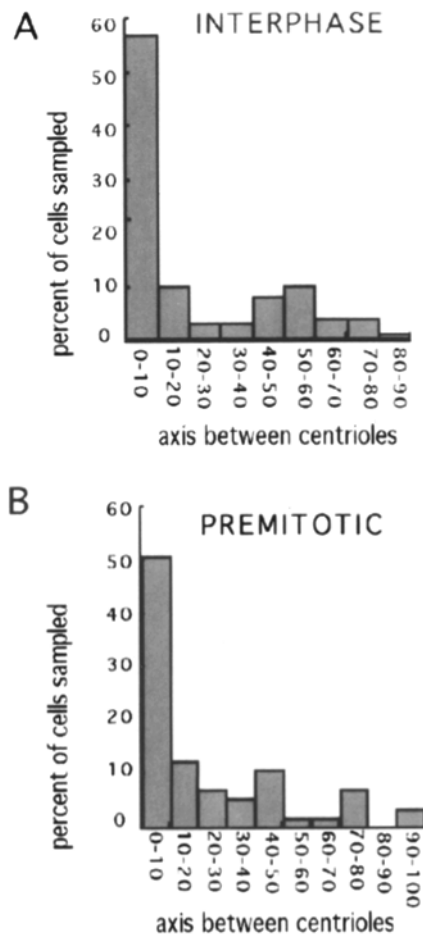 A INTERPHASE
percent of cells sampled
60
50
40
30
20
10
0
0-10 10-20 20-30 30-40 40-50 50-60 60-70 70-80 80-90
axis between centrioles
B PREMITOTIC
percent of cells sampled
60
50
40
30
20
10
0
0-10 10-20 20-30 30-40 40-50 50-60 60-70 70-80 80-90 90-100
axis between centrioles